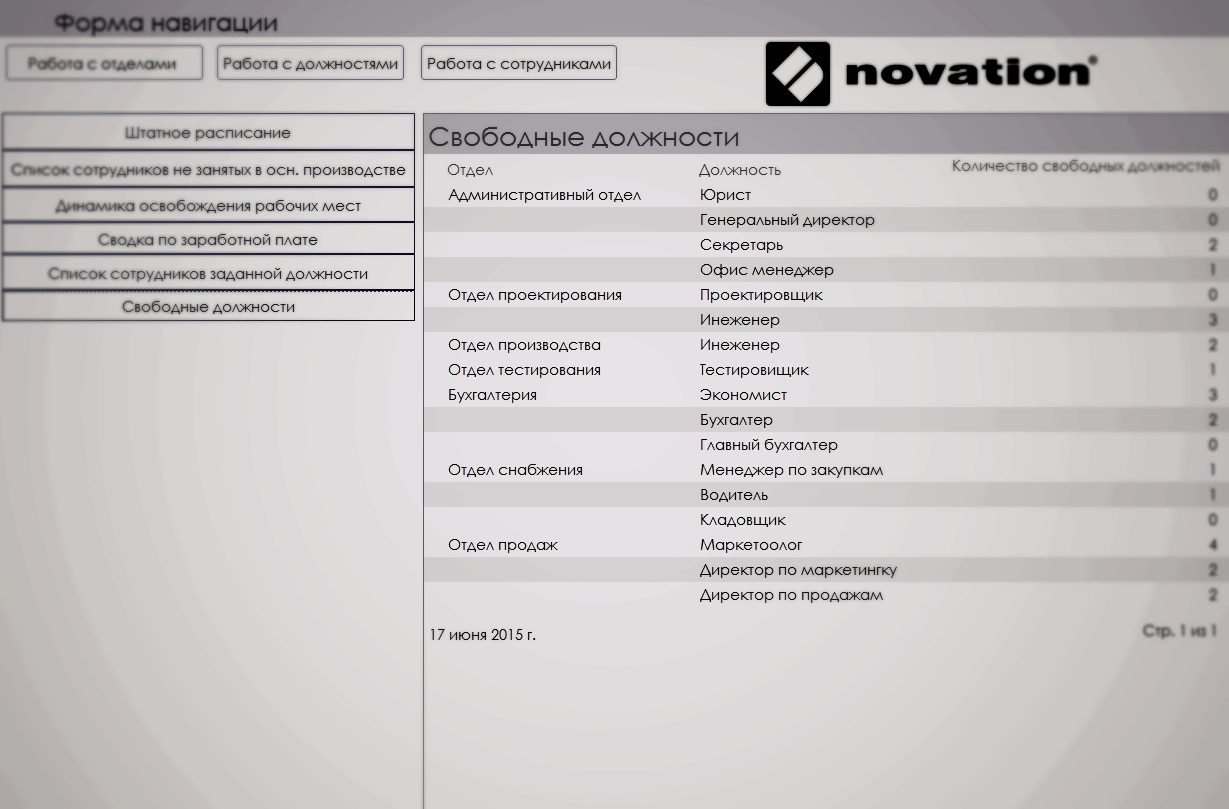 Форма навигации
Работа с отделами Работа с должностями Работа с сотрудниками
novation®
Штатное расписание
Список сотрудников не занятых в осн. производстве
Динамика освобождения рабочих мест
Сводка по заработной плате
Список сотрудников заданной должности
Свободные должности
Свободные должности
Отдел Должность Количество свободных должностей
Административный отдел Юрист 0
Генеральный директор 0
Секретарь 2
Офис менеджер 1
Отдел проектирования Проектировщик 0
Инеженер 3
Отдел производства Инеженер 2
Отдел тестирования Тестировищик 1
Бухгалтерия Экономист 3
Бухгалтер 2
Главный бухгалтер 0
Отдел снабжения Менеджер по закупкам 1
Водитель 1
Кладовщик 0
Отдел продаж Маркетоолог 4
Директор по маркетингку 2
Директор по продажам 2
17 июня 2015 г. Стр. 1 из 1